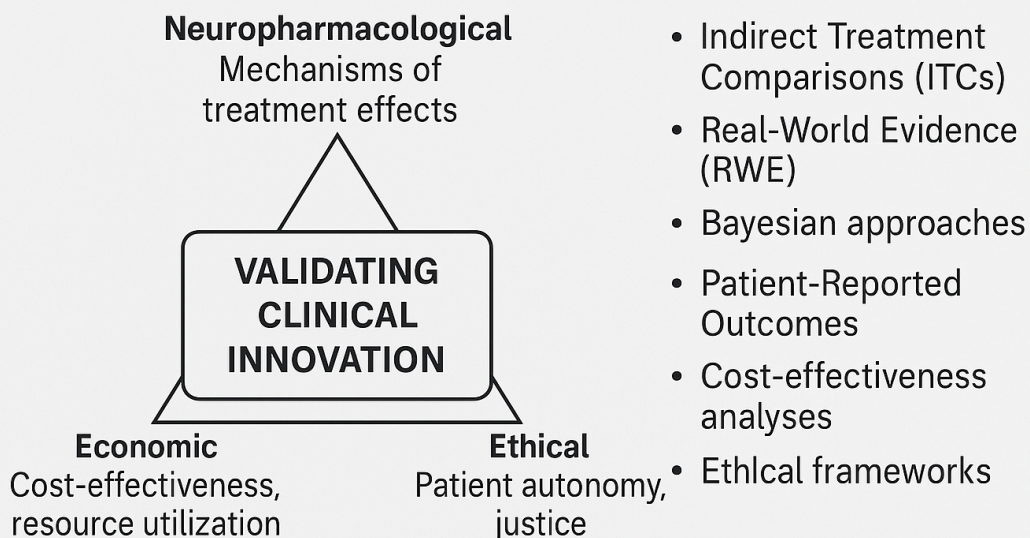 Neuropharmacological
Mechanisms of
treatment effects
VALIDATING
CLINICAL
INNOVATION
Economic
Cost-effectiveness,
resource utilization
Ethical
Patient autonomy,
justice
• Indirect Treatment
Comparisons (ITCs)
• Real-World Evidence
(RWE)
• Bayesian approaches
• Patient-Reported
Outcomes
• Cost-effectiveness
analyses
• Ethlcal frameworks